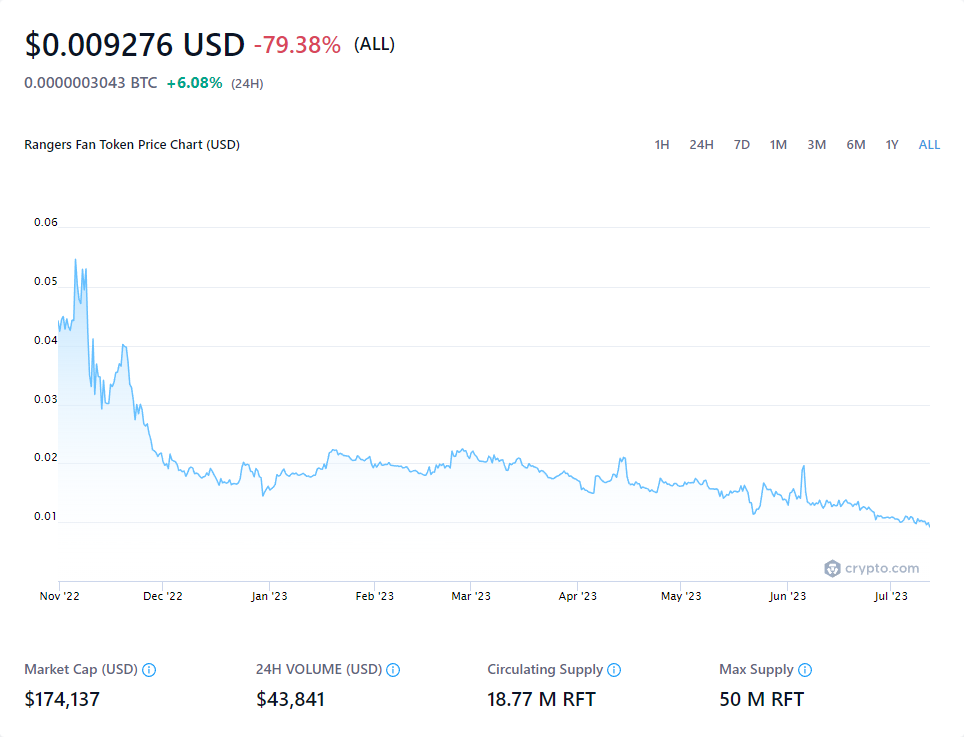 $0.009276 USD -79.38% (ALL)
0.0000003043 BTC +6.08% (24H)
Rangers Fan Token Price Chart (USD) 1H 24H 7D 1M 3M 6M 1Y ALL
0.06
0.05
0.04
0.03
0.02
0.01
crypto.com
Nov '22 Dec '22 Jan '23 Feb '23 Mar '23 Apr '23 May '23 Jun '23 Jul '23
Market Cap (USD) 24H VOLUME (USD) Circulating Supply Max Supply
$174,137 $43,841 18.77 M RFT 50 M RFT